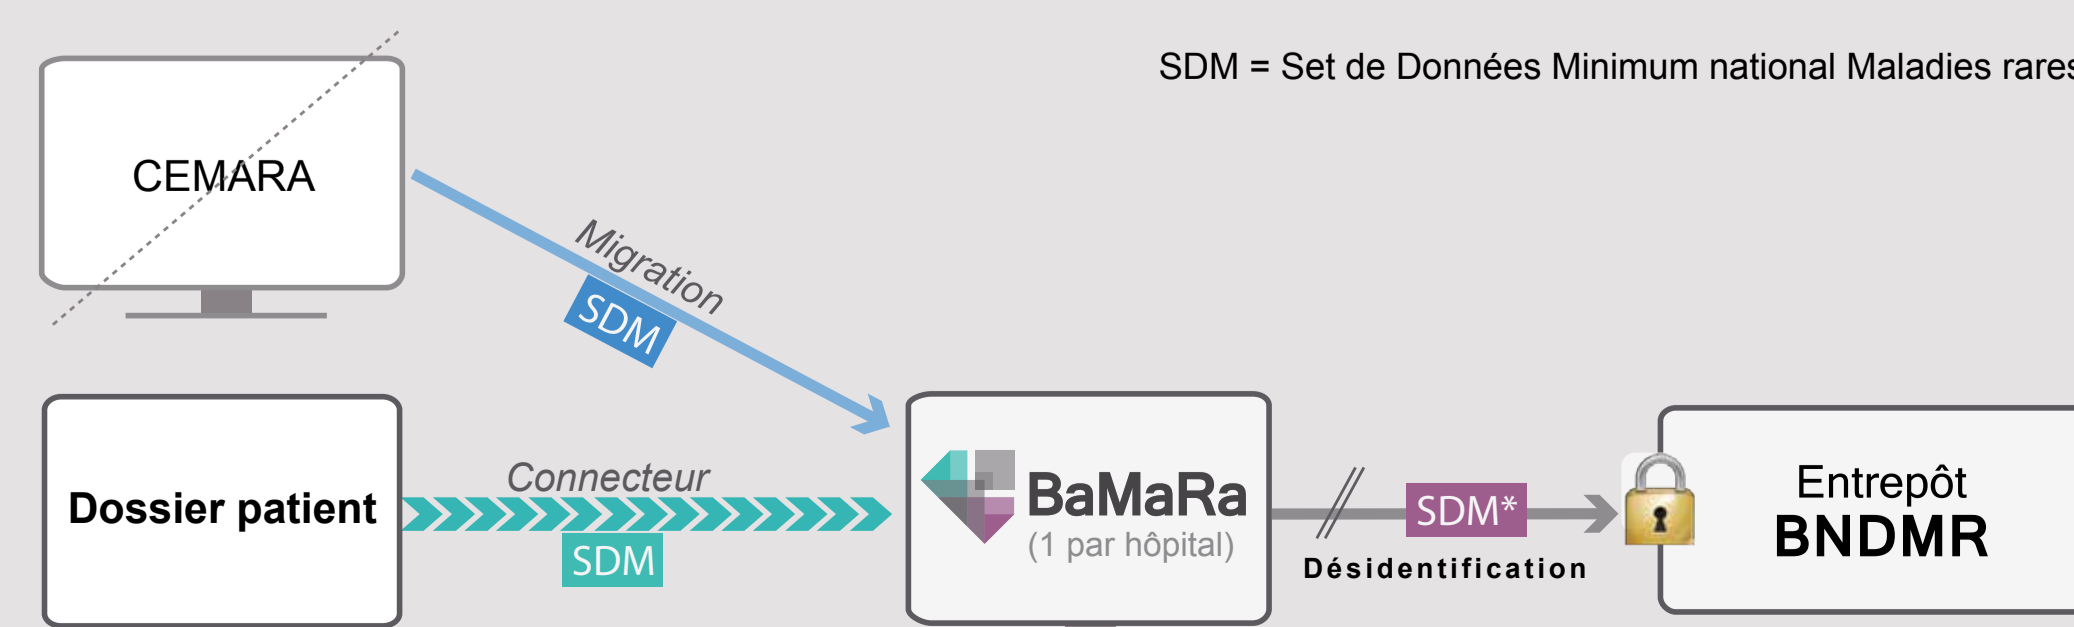 SDM = Set de Données Minimum national Maladies rares
CEMARA
Migration
SDM
Dossier patient
Connecteur
SDM
BaMaRa
(1 par hôpital)
SDM*
Désidentification
Entrepôt
BNDMR